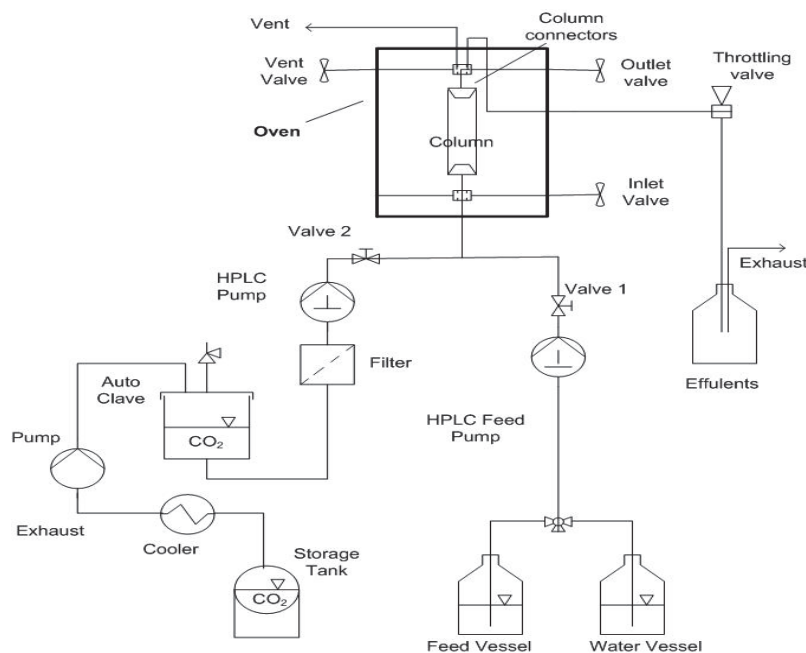 Vent
Column
connectors
Vent
Valve
Outlet
valve
Throttling
valve
Oven
Column
Inlet
Valve
Valve 2
HPLC
Pump
Valve 1
Exhaust
Filter
Effulents
Auto
Clave
CO2
HPLC Feed
Pump
Pump
Exhaust
Cooler
Storage
Tank
CO2
Feed Vessel
Water Vessel